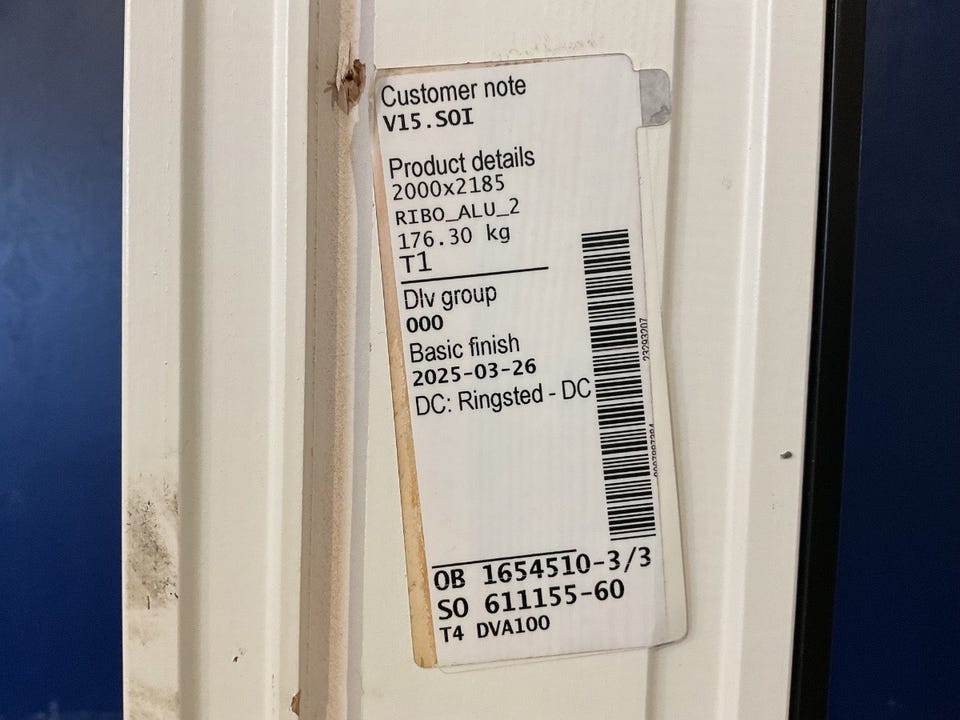 Customer note
V15.SOI
Product details
2000x2185
RIBO_ALU_2
176.30 kg
T1
Dlv group
000
Basic finish
2025-03-26
DC: Ringsted - DC
OB 1654510-3/3
SO 611155-60
T4 DVA100